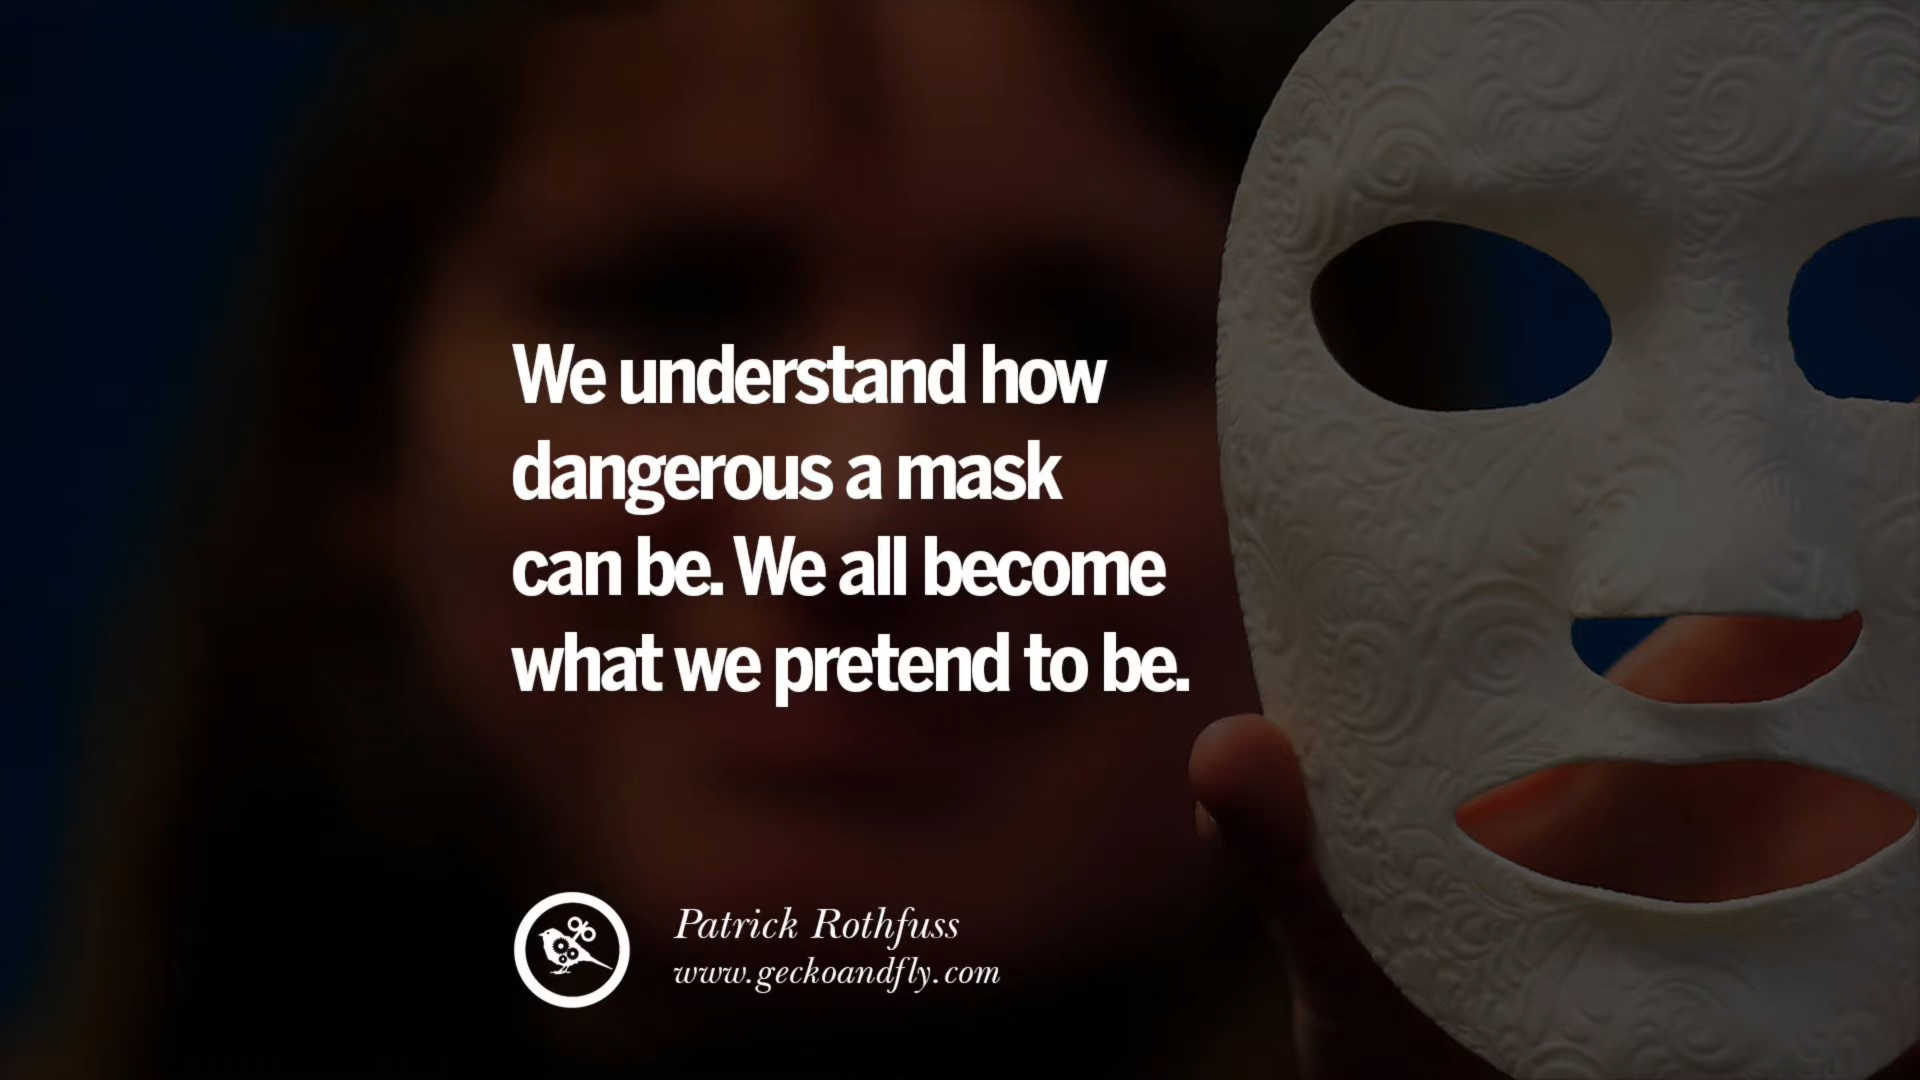 We understand how
dangerous a mask
can be. We all become
what we pretend to be.
Patrick Rothfuss
www.geckoandfly.com